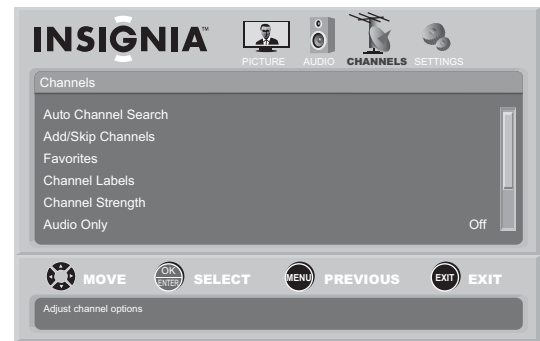 INSIGNIA™
PICTURE AUDIO CHANNELS SETTINGS
Channels
Auto Channel Search
Add/Skip Channels
Favorites
Channel Labels
Channel Strength
Audio Only Off
MOVE OK ENTER SELECT MENU PREVIOUS EXIT EXIT
Adjust channel options